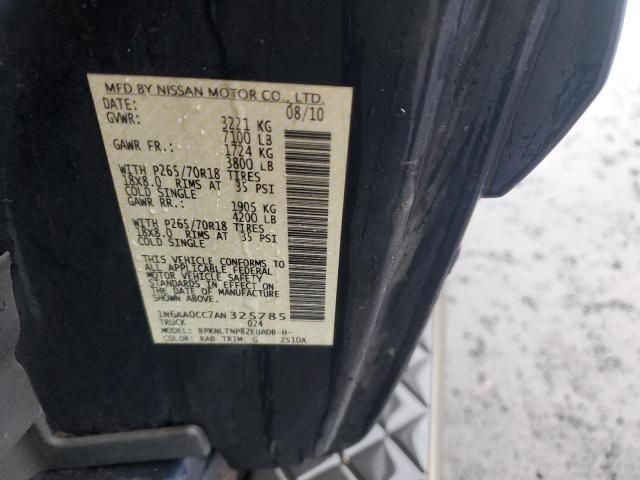 MFD BY NISSAN MOTOR CO., LTD.
DATE: 08/10
GVWR: 3221 KG
7100 LB
GAWR FR.: 1724 KG
3800 LB
WITH P265/70R18 TIRES
18X8.0 RIMS AT 35 PSI
COLD SINGLE
GAWR RR.: 1905 KG
4200 LB
WITH P265/70R18 TIRES
18X8.0 RIMS AT 35 PSI
COLD SINGLE
THIS VEHICLE CONFORMS TO
ALL APPLICABLE FEDERAL
MOTOR VEHICLE SAFETY
STANDARDS IN EFFECT ON
THE DATE OF MANUFACTURE
SHOWN ABOVE.
1N6AA0CC7AN 325785
TRUCK 024
MODEL: BPKNLTNP82EUADB-H-
COLOR: RAB TRIM: G ZS10A